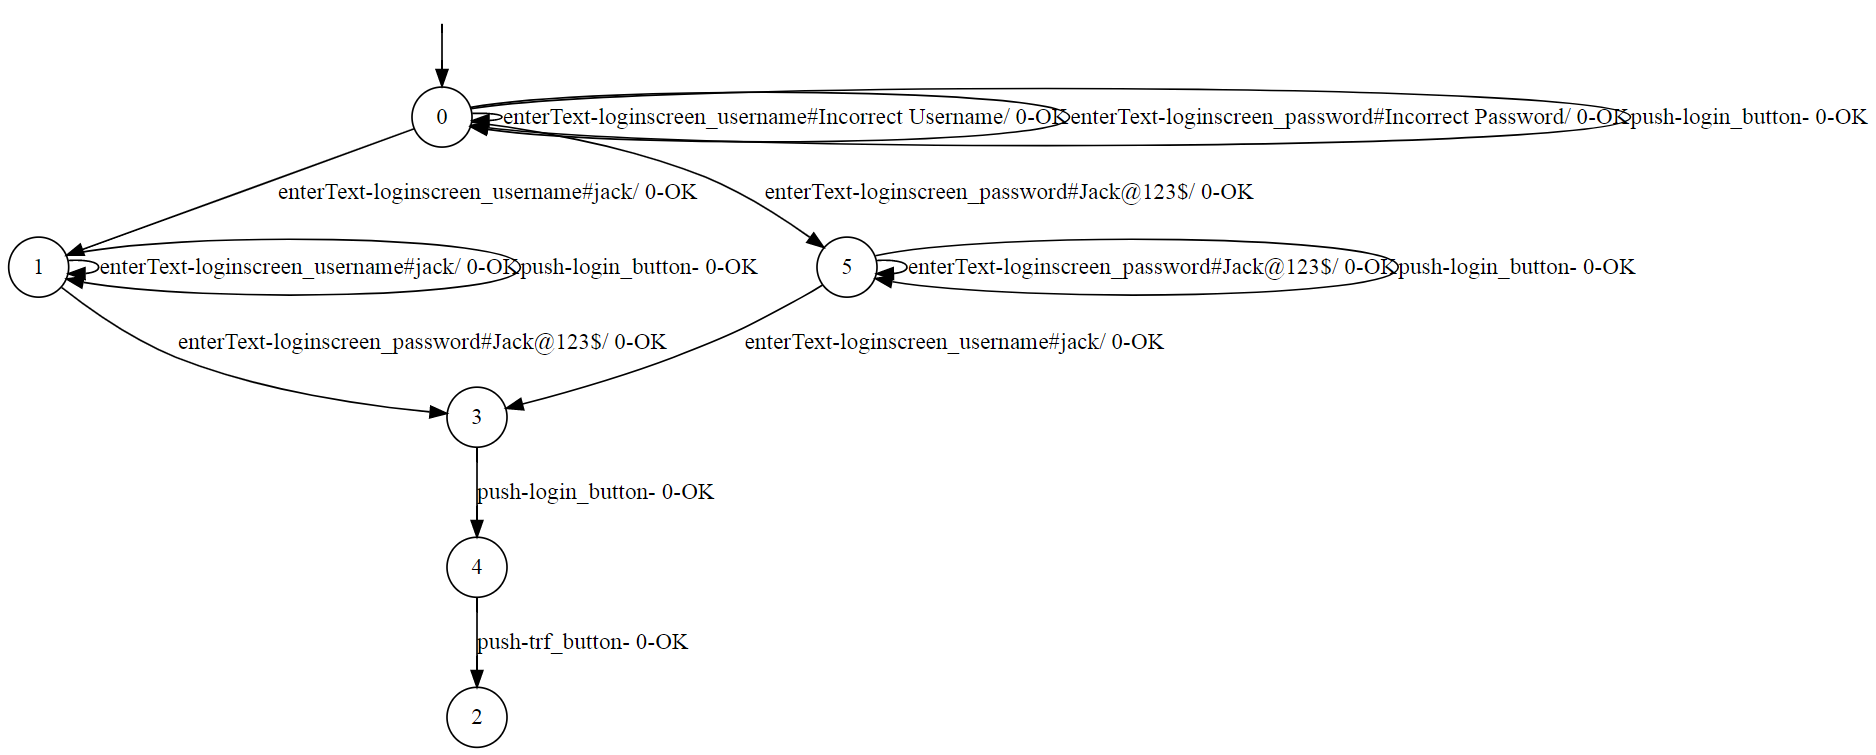 0
enterText-loginscreen_username#Incorrect Username/ 0-OK
enterText-loginscreen_password#Incorrect Password/ 0-OK
push-login_button- 0-OK
enterText-loginscreen_username#jack/ 0-OK
enterText-loginscreen_password#Jack@123$/ 0-OK
1
enterText-loginscreen_username#jack/ 0-OK
push-login_button- 0-OK
5
enterText-loginscreen_password#Jack@123$/ 0-OK
push-login_button- 0-OK
enterText-loginscreen_password#Jack@123$/ 0-OK
enterText-loginscreen_username#jack/ 0-OK
3
push-login_button- 0-OK
4
push-trf_button- 0-OK
2